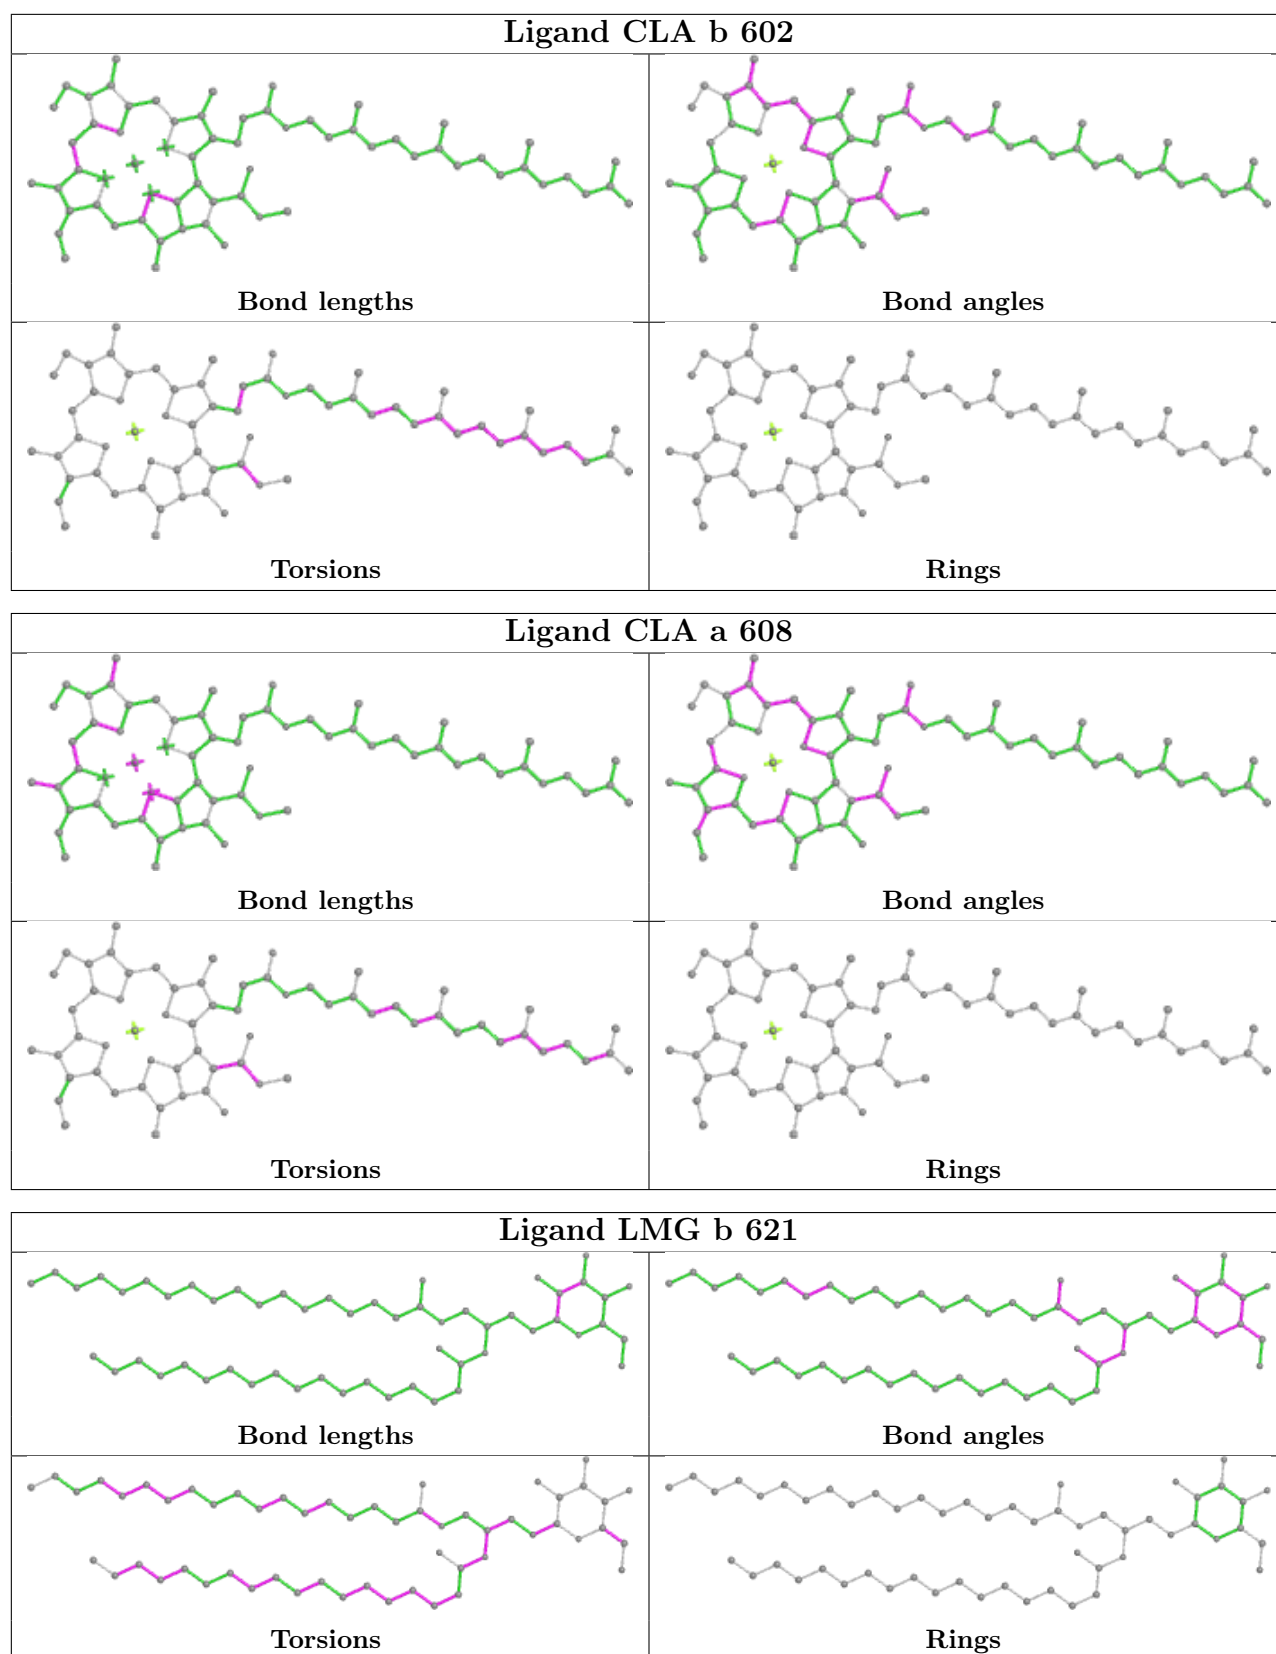 Ligand CLA b 602
Bond lengths
Bond angles
Torsions
Rings
Ligand CLA a 608
Bond lengths
Bond angles
Torsions
Rings
Ligand LMG b 621
Bond lengths
Bond angles
Torsions
Rings